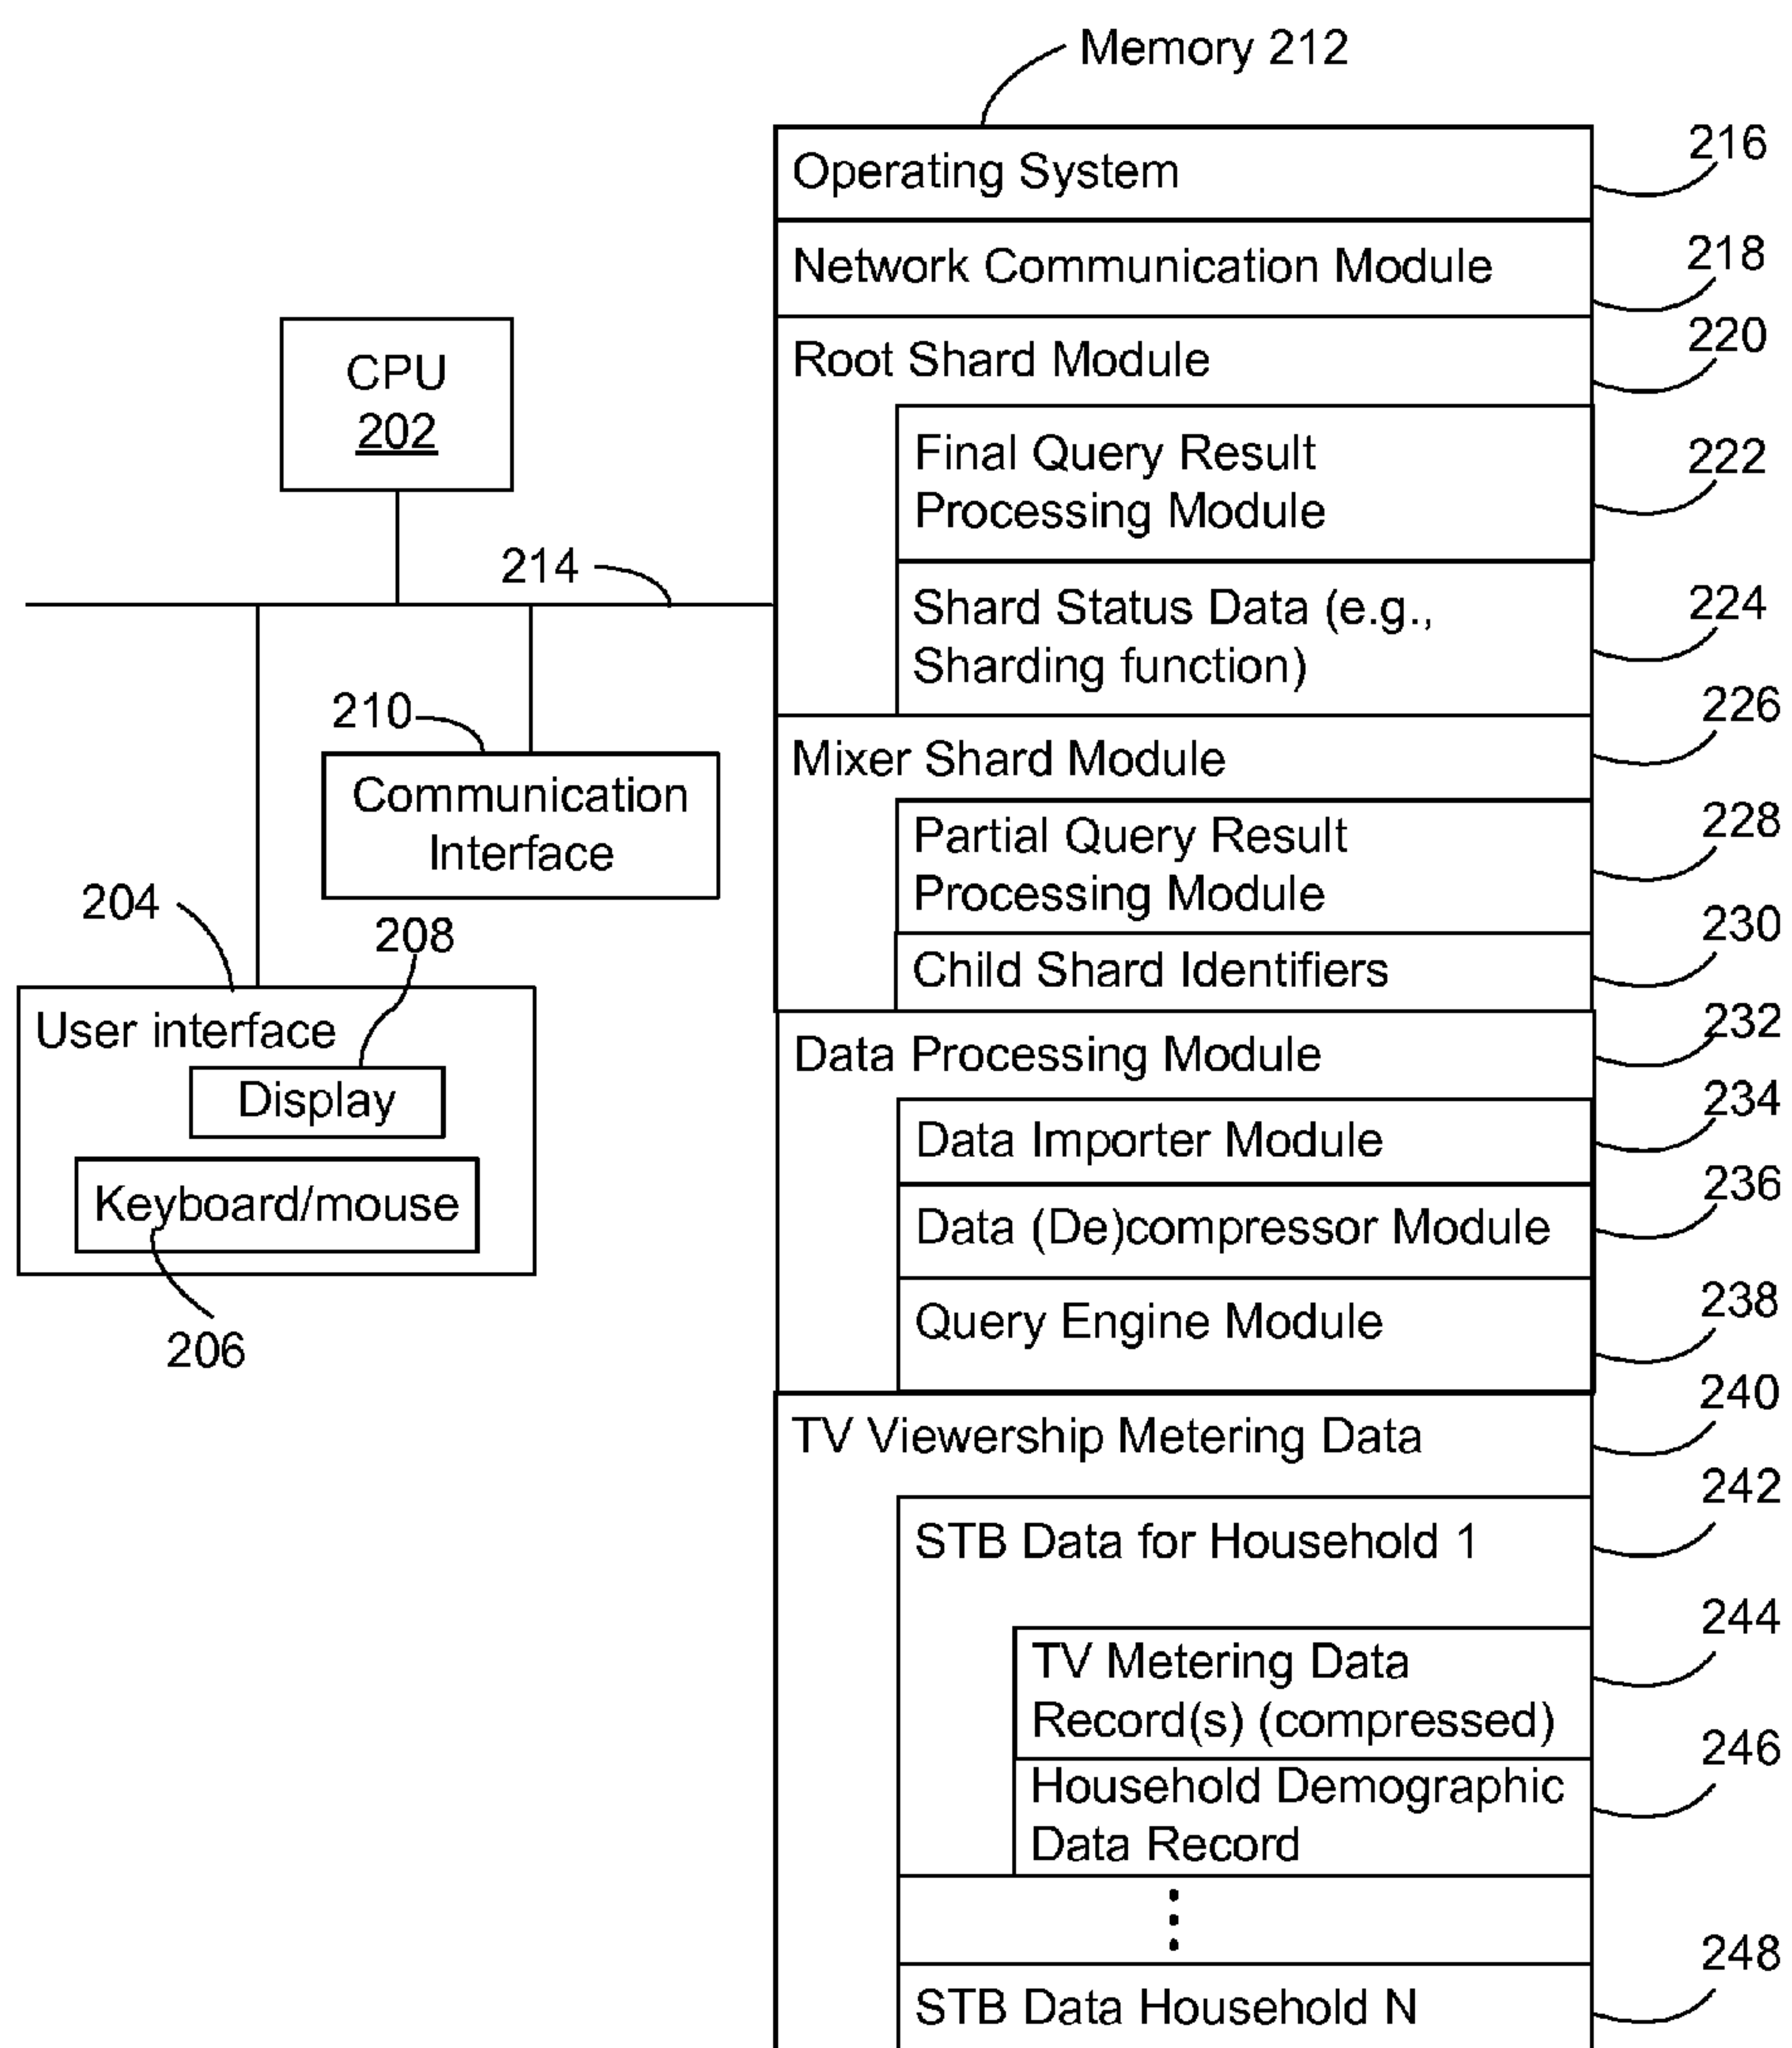 Memory 212
Operating System
216
Network Communication Module
218
Root Shard Module
220
Final Query Result
Processing Module
222
Shard Status Data (e.g.,
Sharding function)
224
Mixer Shard Module
226
Partial Query Result
Processing Module
228
Child Shard Identifiers
230
Data Processing Module
232
Data Importer Module
234
Data (De)compressor Module
236
Query Engine Module
238
TV Viewership Metering Data
240
STB Data for Household 1
242
TV Metering Data
Record(s) (compressed)
244
Household Demographic
Data Record
246
STB Data Household N
248
CPU
202
214
210
Communication
Interface
204
208
User interface
Display
Keyboard/mouse
206